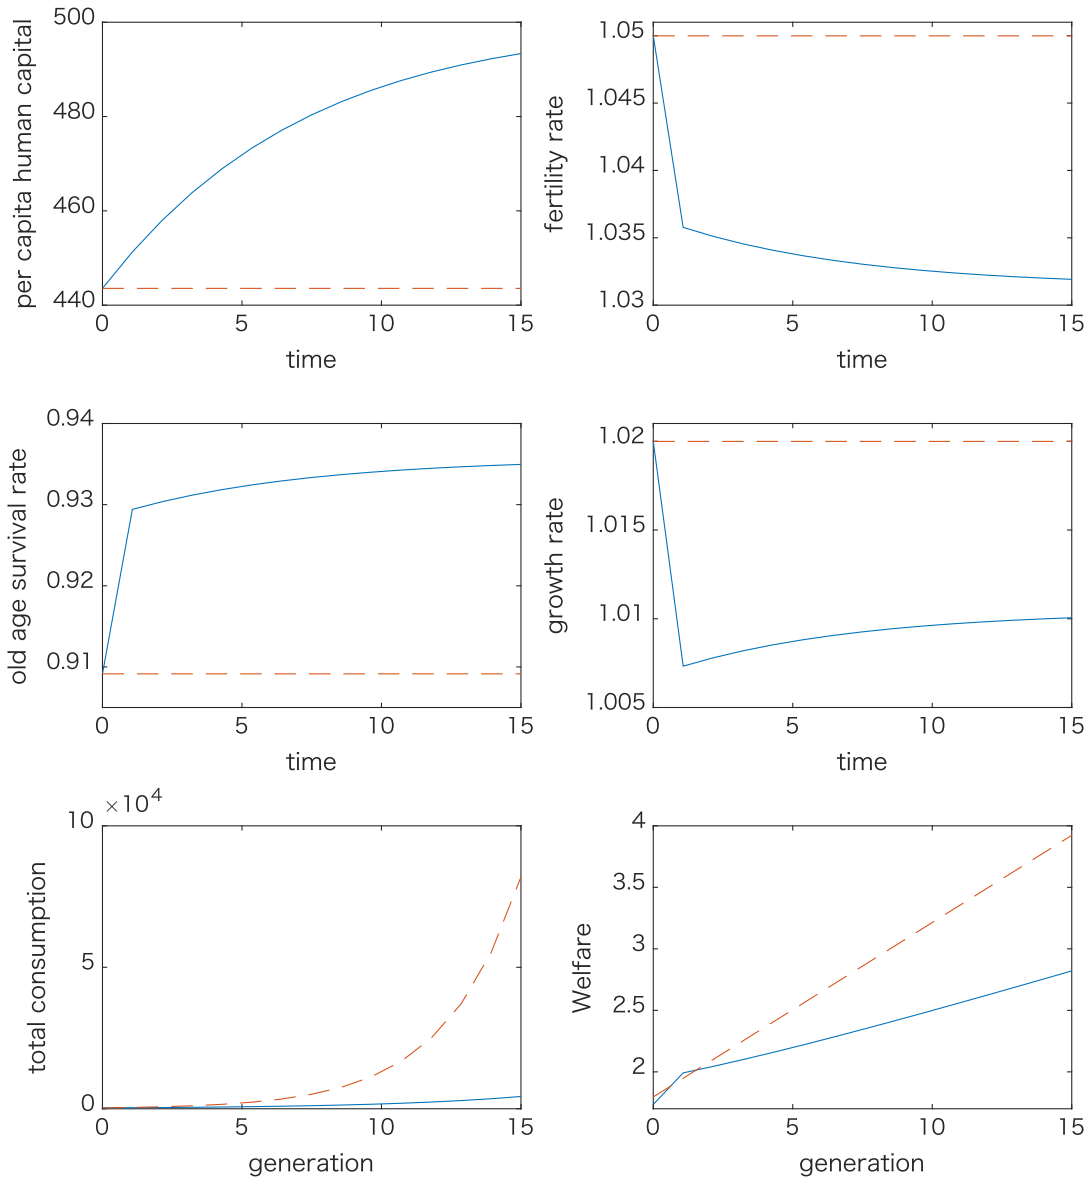 per capita human capital
500
480
460
440
0 5 10 15
time
fertility rate
1.05
1.045
1.04
1.035
1.03
0 5 10 15
time
old age survival rate
0.94
0.93
0.92
0.91
0 5 10 15
time
growth rate
1.02
1.015
1.01
1.005
0 5 10 15
time
total consumption
×10⁴
10
5
0
0 5 10 15
generation
Welfare
4
3.5
3
2.5
2
0 5 10 15
generation